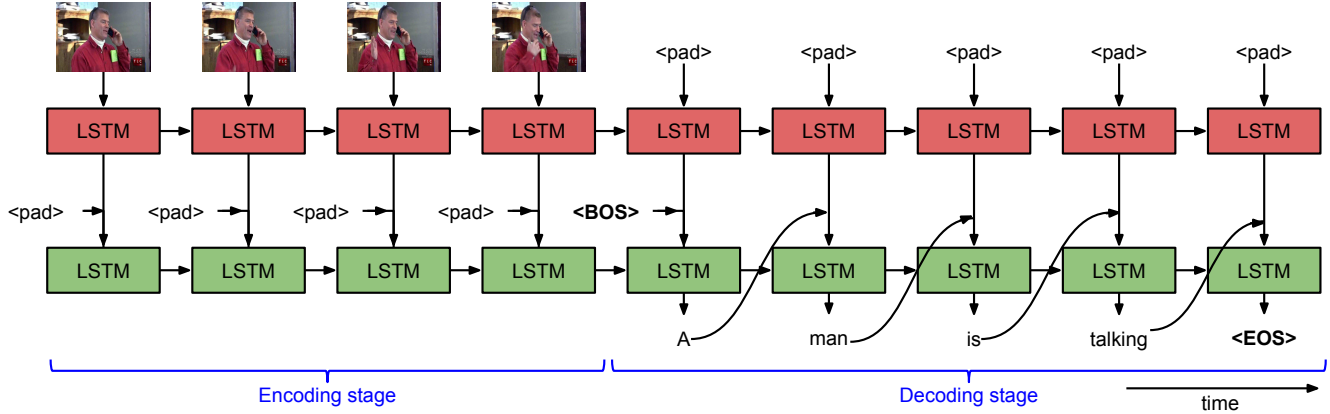 <pad> <pad> <pad> <pad> <pad>
LSTM LSTM LSTM LSTM LSTM LSTM LSTM LSTM LSTM
<pad> <pad> <pad> <pad> <BOS>
LSTM LSTM LSTM LSTM LSTM LSTM LSTM LSTM LSTM
A man is talking <EOS>
Encoding stage Decoding stage
time